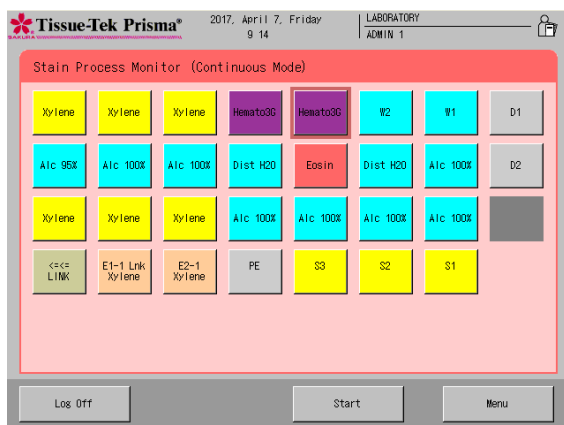 Tissue-Tek Prisma®
SAKURA
2017, April 7, Friday
9 14
LABORATORY
ADMIN 1
Stain Process Monitor (Continuous Mode)
Xylene Xylene Xylene Hemato3G Hemato3G W2 W1 D1
Alc 95% Alc 100% Alc 100% Dist H2O Eosin Dist H2O Alc 100% D2
Xylene Xylene Xylene Alc 100% Alc 100% Alc 100% Alc 100%
<=<= LINK E1-1 Lnk Xylene E2-1 Xylene PE S3 S2 S1
Log Off Start Menu